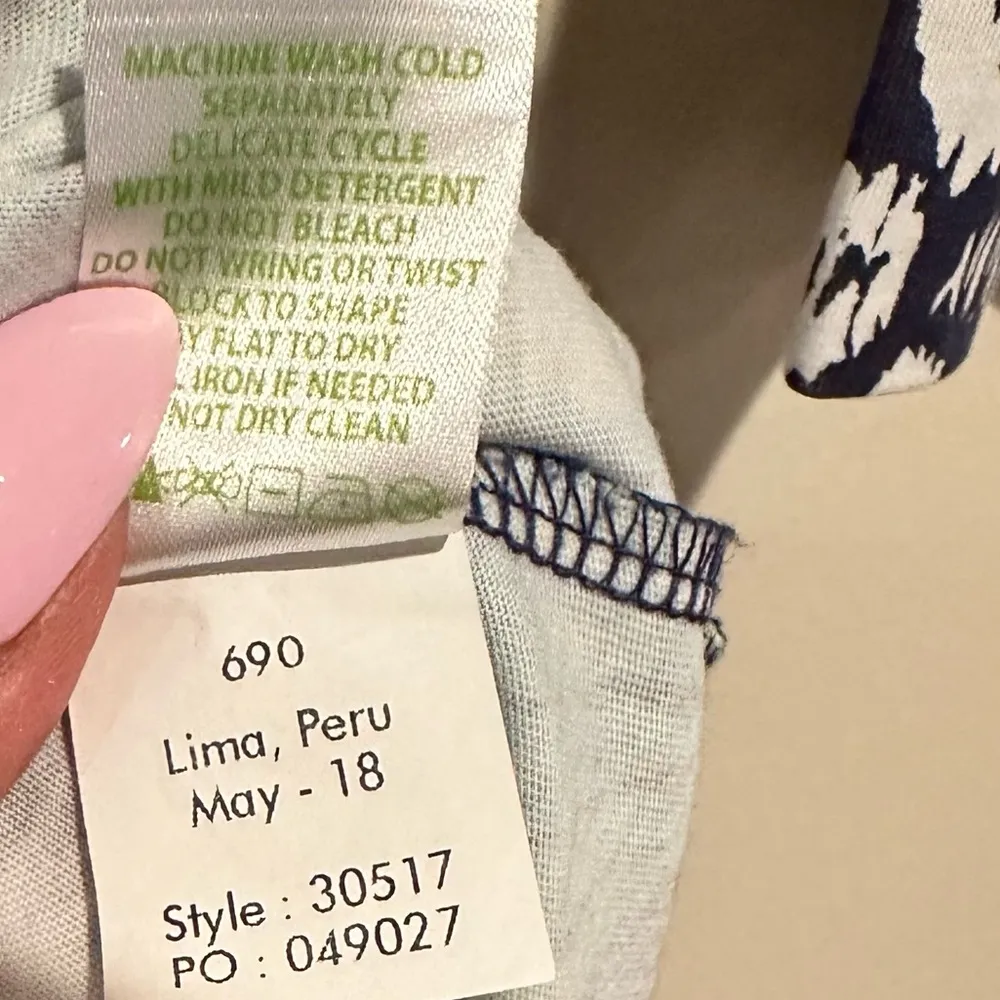 MACHINE WASH COLD
SEPARATELY
DELICATE CYCLE
WITH MILD DETERGENT
DO NOT BLEACH
DO NOT WRING OR TWIST
LOCK TO SHAPE
Y FLAT TO DRY
IRON IF NEEDED
NOT DRY CLEAN
690
Lima, Peru
May - 18
Style : 30517
PO : 049027